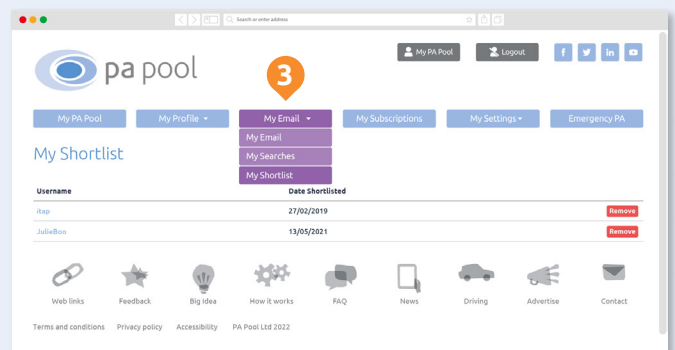 Search or enter address
My PA Pool
Logout
pa pool
3
My PA Pool
My Profile
My Email
My Subscriptions
My Settings
Emergency PA
My Email
My Searches
My Shortlist
My Shortlist
Username Date Shortlisted
itap 27/02/2019 Remove
JulieBon 13/05/2021 Remove
Web links Feedback Big Idea How it works FAQ News Driving Advertise Contact
Terms and conditions Privacy policy Accessibility PA Pool Ltd 2022